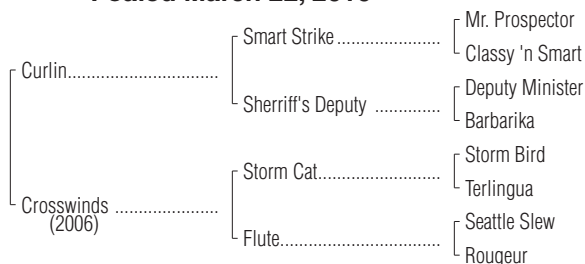 Foaled March 22,
Mr. Prospector
Smart Strike ....................
Classy 'n Smart
Curlin.................................
Deputy Minister
Sherriff's Deputy ..............
Barbarika
Storm Bird
Storm Cat........................
Terlingua
Crosswinds .......................
(2006)
Seattle Slew
Flute.................................
Rougeur